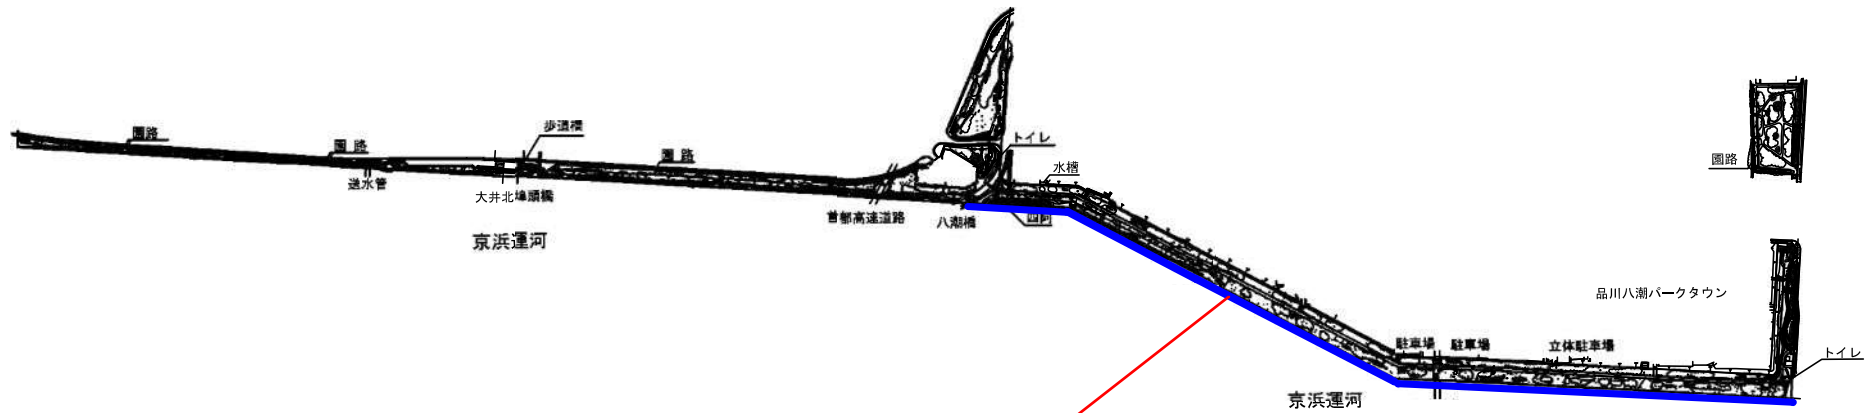 園路
園路
歩道橋
園路
トイレ
水槽
園路
送水管
大井北埠頭橋
首都高速道路
八潮橋
四阿
京浜運河
品川八潮パークタウン
駐車場
駐車場
立体駐車場
トイレ
京浜運河